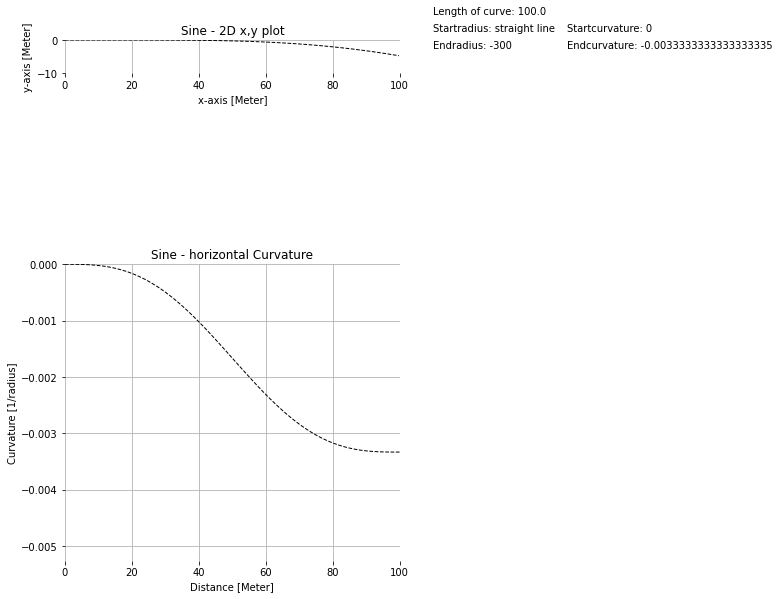 Length of curve: 100.0
Startradius: straight line Startcurvature: 0
Endradius: -300 Endcurvature: -0.0033333333333333335
Sine - 2D x,y plot
y-axis [Meter]
0
−10
0 20 40 60 80 100
x-axis [Meter]
Sine - horizontal Curvature
Curvature [1/radius]
0.000
−0.001
−0.002
−0.003
−0.004
−0.005
0 20 40 60 80 100
Distance [Meter]